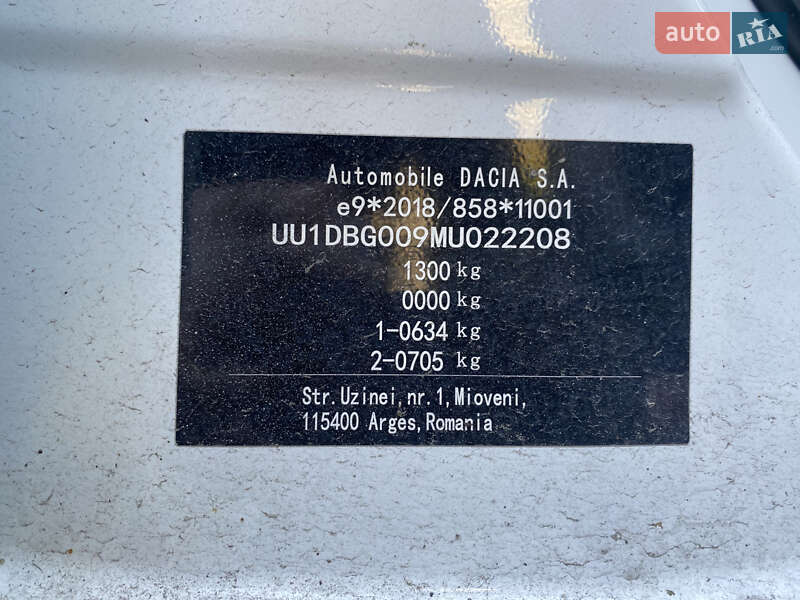 auto RIA.com
Automobile DACIA S.A.
e9*2018/858*11001
UU1DBG009MU022208
1300 kg
0000 kg
1-0634 kg
2-0705 kg
Str.Uzinei,nr.1,Mioveni,
115400 Arges,Romania